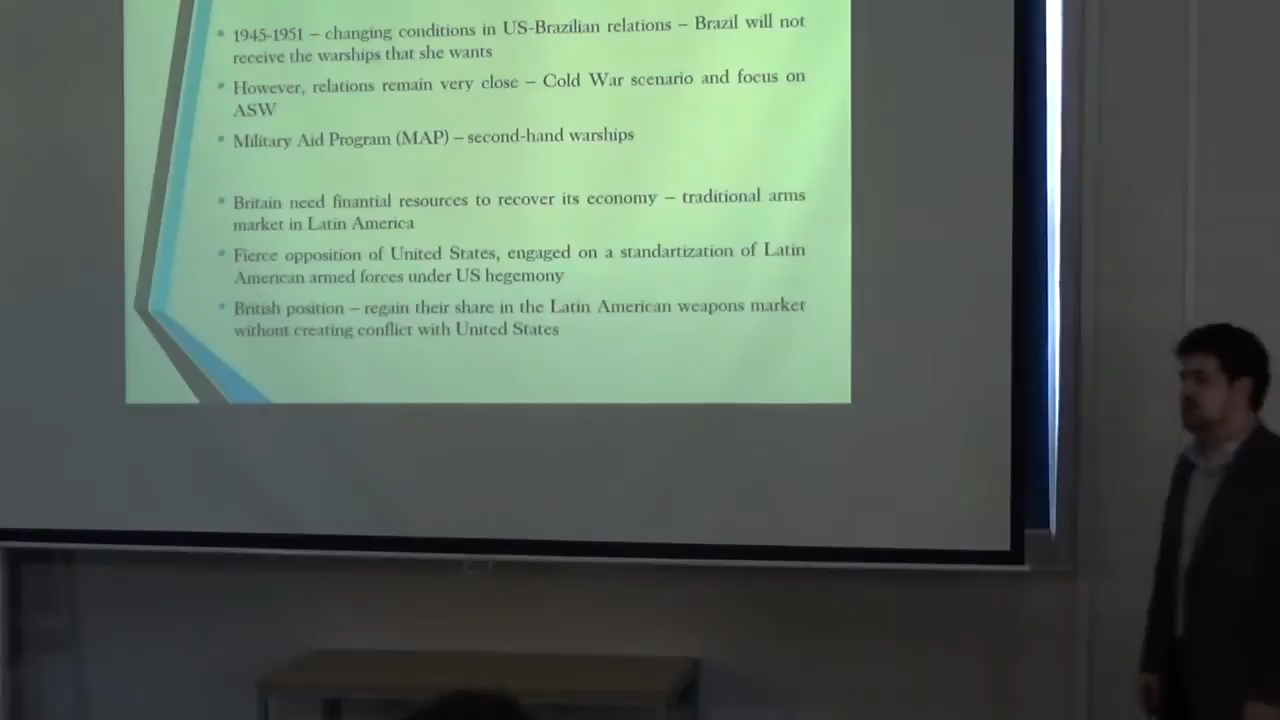 • 1945-1951 – changing conditions in US-Brazilian relations – Brazil will not
receive the warships that she wants
• However, relations remain very close – Cold War scenario and focus on
ASW
• Military Aid Program (MAP) – second-hand warships
• Britain need finantial resources to recover its economy – traditional arms
market in Latin America
• Fierce opposition of United States, engaged on a standartization of Latin
American armed forces under US hegemony
• British position – regain their share in the Latin American weapons market
without creating conflict with United States